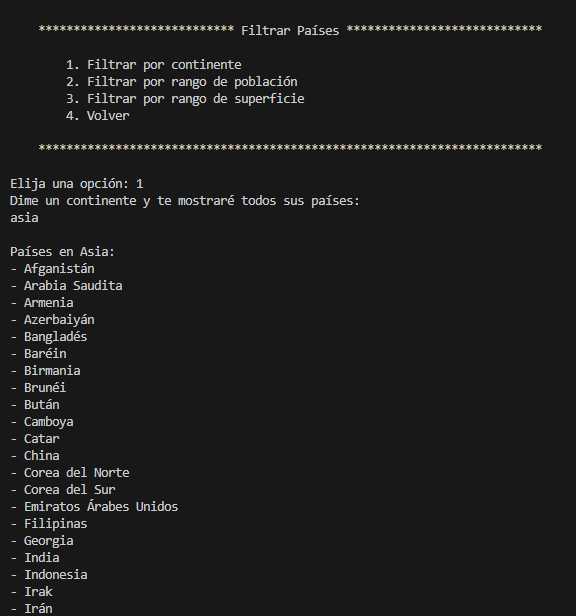 **************************** Filtrar Países ****************************
1. Filtrar por continente
2. Filtrar por rango de población
3. Filtrar por rango de superficie
4. Volver
************************************************************************
Elija una opción: 1
Dime un continente y te mostraré todos sus países:
asia
Países en Asia:
- Afganistán
- Arabia Saudita
- Armenia
- Azerbaiyán
- Bangladés
- Baréin
- Birmania
- Brunéi
- Bután
- Camboya
- Catar
- China
- Corea del Norte
- Corea del Sur
- Emiratos Árabes Unidos
- Filipinas
- Georgia
- India
- Indonesia
- Irak
- Irán